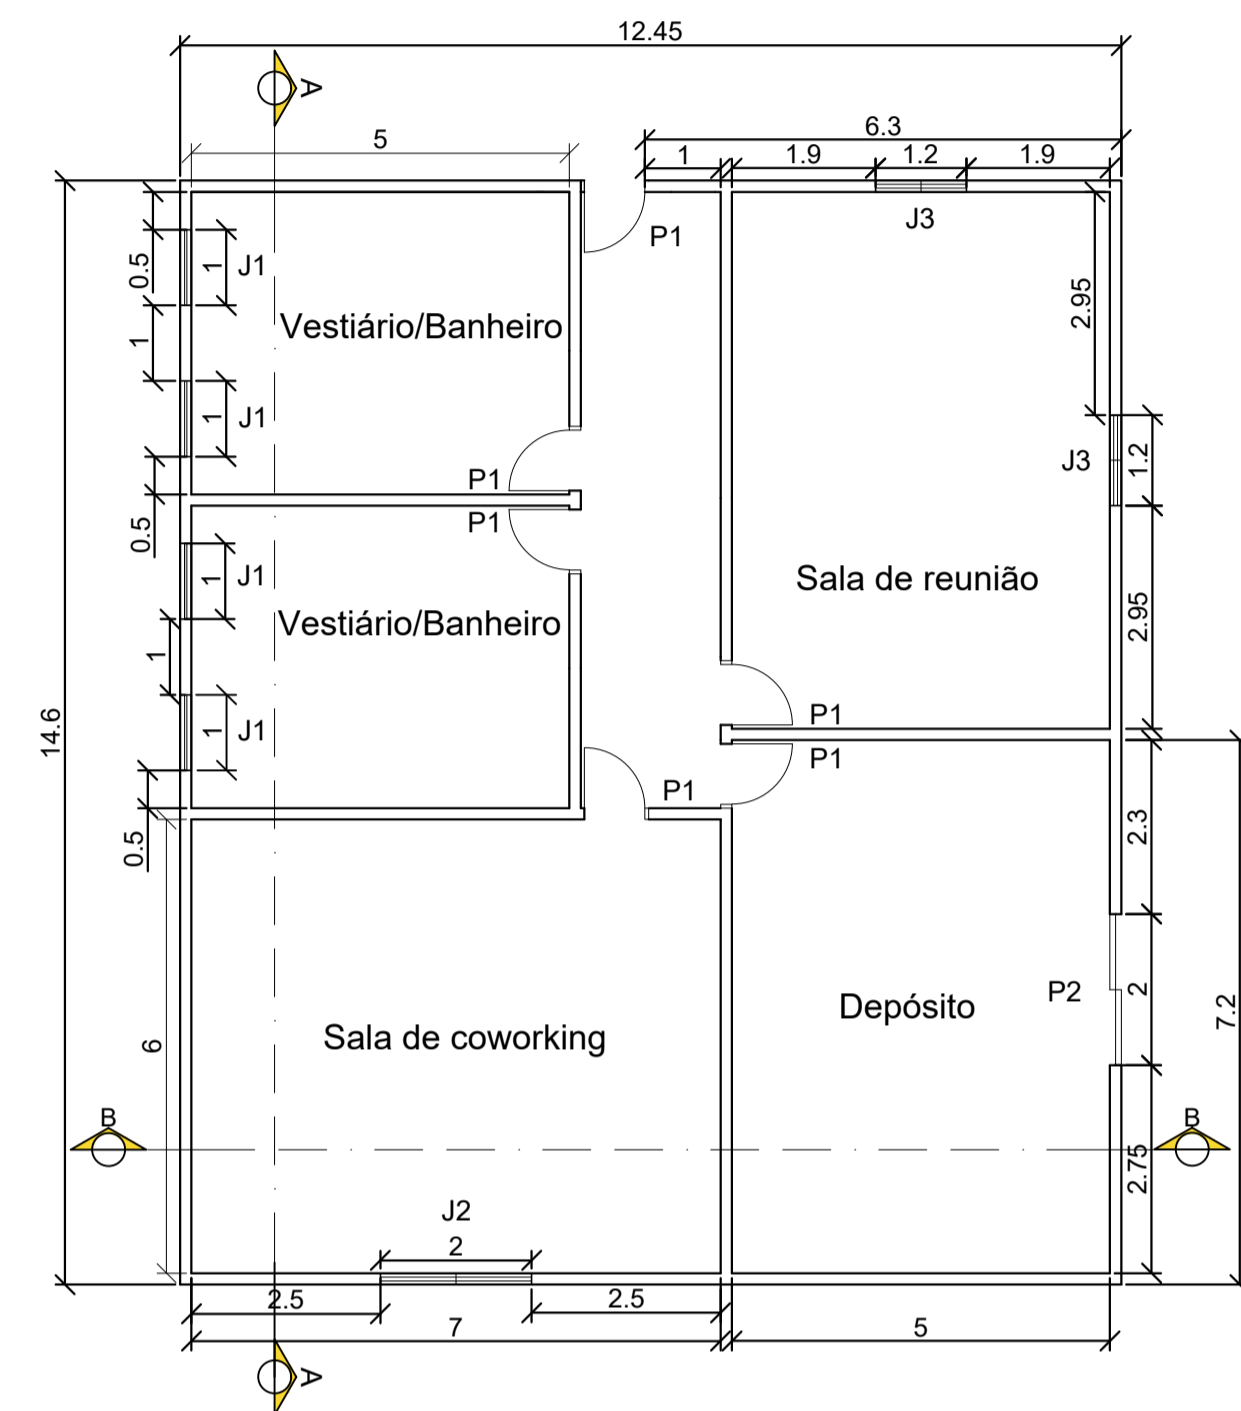 12.45
A
5
6.3
1
1.9
1.2
1.9
J3
P1
0.5
1
J1
2.95
Vestiário/Banheiro
1
1
J1
J3
1.2
P1
P1
0.5
1
J1
Sala de reunião
Vestiário/Banheiro
2.95
1
1
J1
14.6
P1
P1
P1
0.5
2.3
P2
2
7.2
Depósito
Sala de coworking
6
B
B
2.75
J2
2
2.5
2.5
7
5
A